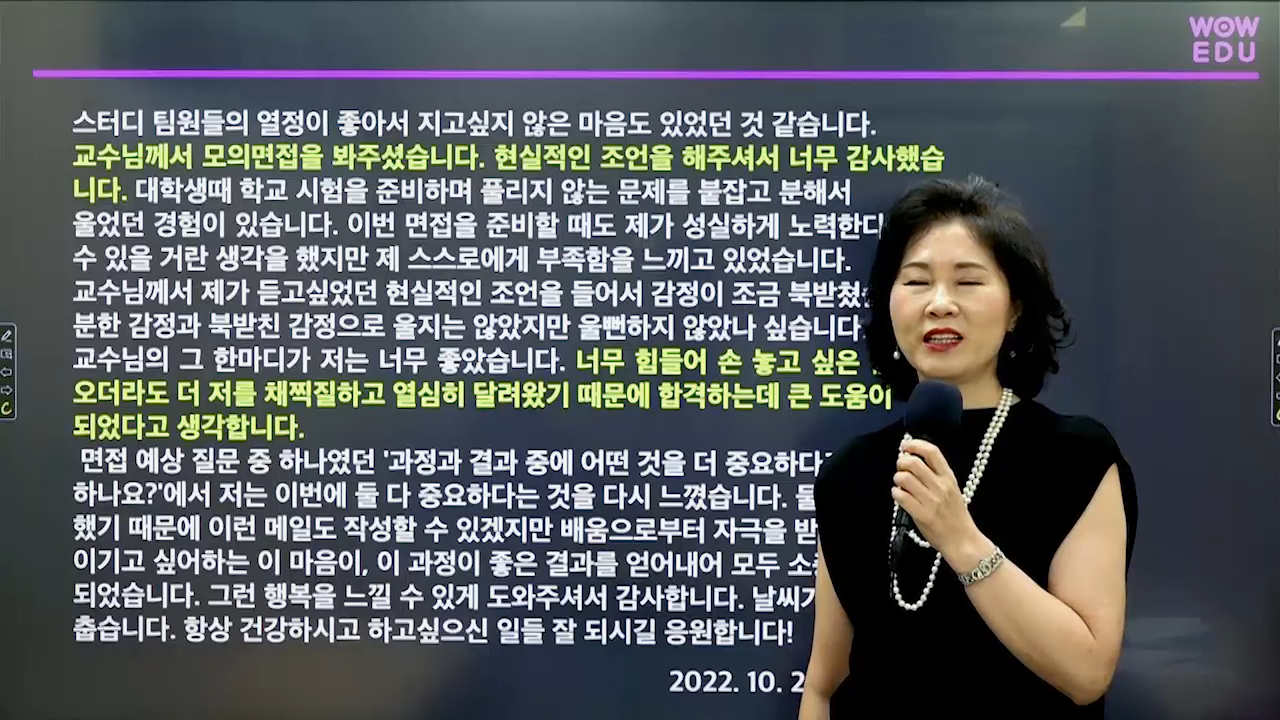 WOW
EDU
스터디 팀원들의 열정이 좋아서 지고싶지 않은 마음도 있었던 것 같습니다.
교수님께서 모의면접을 봐주셨습니다. 현실적인 조언을 해주셔서 너무 감사했습
니다. 대학생때 학교 시험을 준비하며 풀리지 않는 문제를 붙잡고 분해서
울었던 경험이 있습니다. 이번 면접을 준비할 때도 제가 성실하게
수 있을 거란 생각을 했지만 제 스스로에게 부족함을 느끼고 있었습니다.
교수님께서 제가 듣고싶었던 현실적인 조언을 들어서 감정이 조금
분한 감정과 북받친 감정으로 울지는 않았지만 울뻔하지 않았나 싶습니다.
교수님의 그 한마디가 저는 너무 좋았습니다. 너무 힘들어 손 놓고 싶은
오더라도 더 저를 채찍질하고 열심히 달려왔기 때문에 합격하는데 큰 도움이
되었다고 생각합니다.
면접 예상 질문 중 하나였던 '과정과 결과 중에 어떤 것을 더
하나요?'에서 저는 이번에 둘 다 중요하다는 것을 다시 느꼈습니다.
했기 때문에 이런 메일도 작성할 수 있겠지만 배움으로부터 자극을
이기고 싶어하는 이 마음이, 이 과정이 좋은 결과를 얻어내어 모두
되었습니다. 그런 행복을 느낄 수 있게 도와주셔서 감사합니다.
춥습니다. 항상 건강하시고 하고싶으신 일들 잘 되시길 응원합니다!
2022. 10.